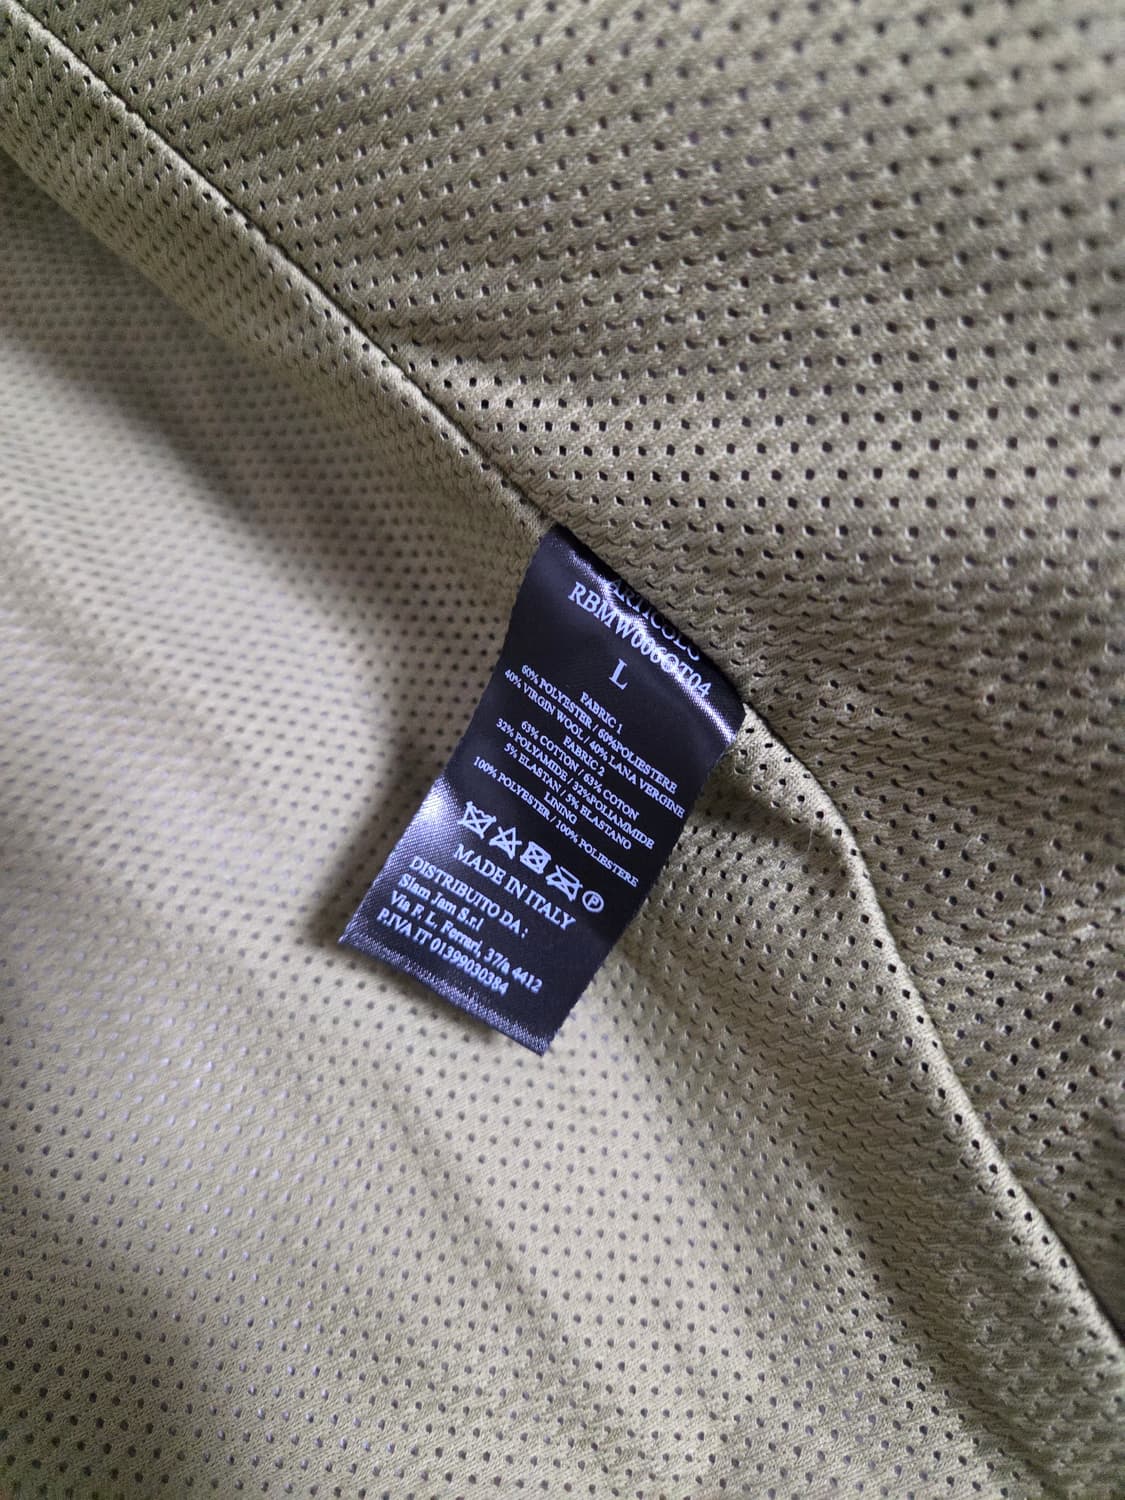 ARTICOLO
RBMW006OT04
L
FABRIC 1
60% POLYESTER / 60%POLIESTERE
40% VIRGIN WOOL / 40% LANA VERGINE
FABRIC 2
63% COTTON / 63% COTON
32% POLYAMIDE / 32%POLIAMMIDE
5% ELASTAN / 5% ELASTANO
LINING
100% POLYESTER / 100% POLIESTERE
P
MADE IN ITALY
DISTRIBUITO DA :
Slam Jam S.r.l
Via F. L. Ferrari, 37/a 4412
P.IVA IT 01399030384